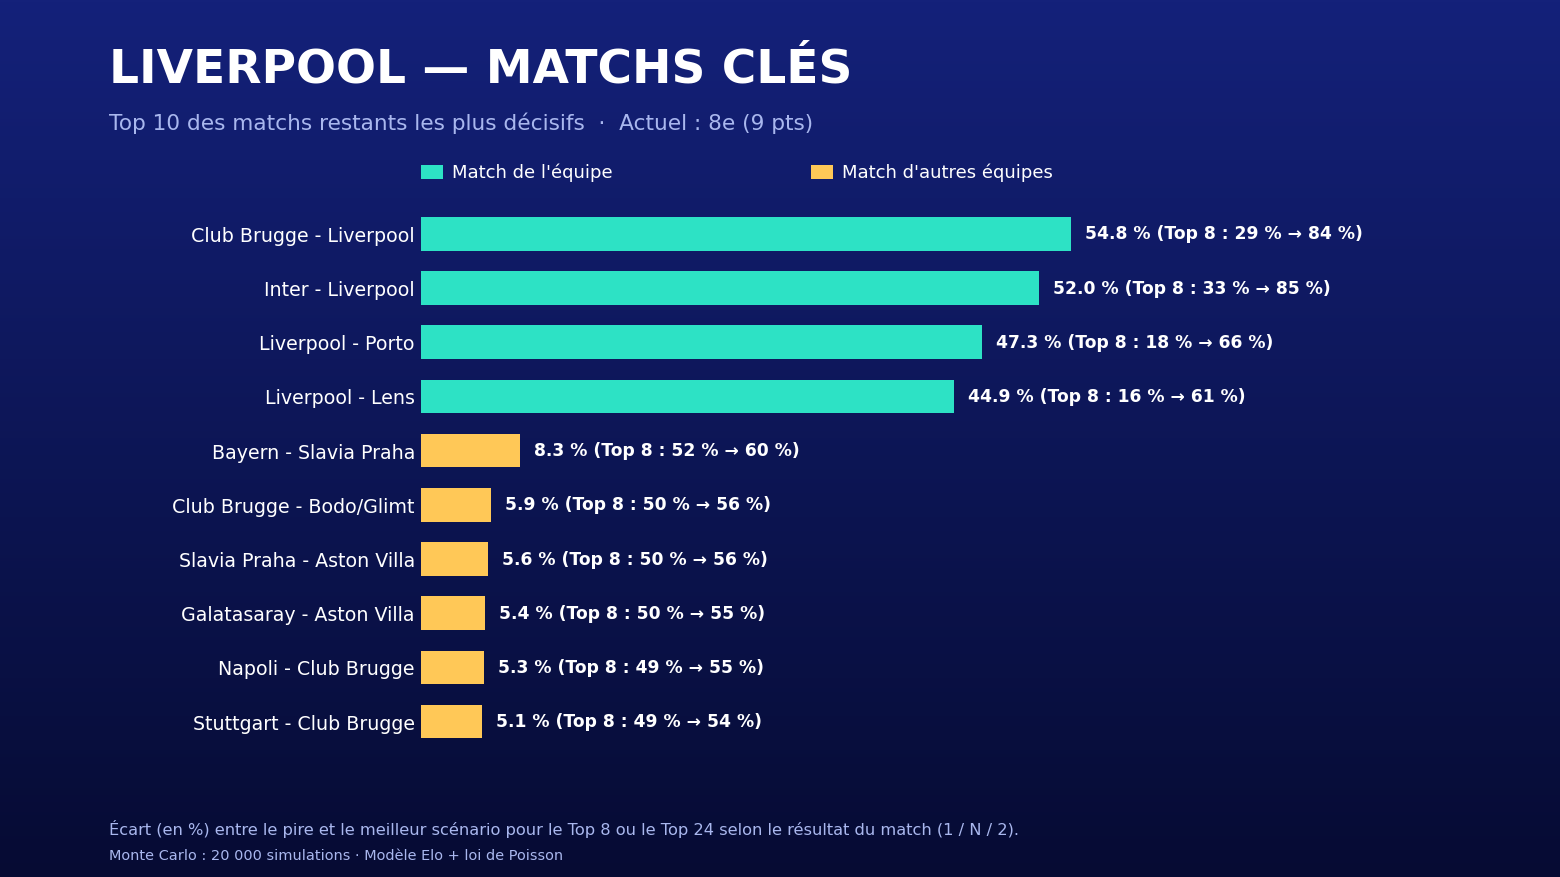 LIVERPOOL — MATCHS CLÉS
Top 10 des matchs restants les plus décisifs · Actuel : 8e (9 pts)
Match de l'équipe Match d'autres équipes
Club Brugge - Liverpool 54.8 % (Top 8 : 29 % → 84 %)
Inter - Liverpool 52.0 % (Top 8 : 33 % → 85 %)
Liverpool - Porto 47.3 % (Top 8 : 18 % → 66 %)
Liverpool - Lens 44.9 % (Top 8 : 16 % → 61 %)
Bayern - Slavia Praha 8.3 % (Top 8 : 52 % → 60 %)
Club Brugge - Bodo/Glimt 5.9 % (Top 8 : 50 % → 56 %)
Slavia Praha - Aston Villa 5.6 % (Top 8 : 50 % → 56 %)
Galatasaray - Aston Villa 5.4 % (Top 8 : 50 % → 55 %)
Napoli - Club Brugge 5.3 % (Top 8 : 49 % → 55 %)
Stuttgart - Club Brugge 5.1 % (Top 8 : 49 % → 54 %)
Écart (en %) entre le pire et le meilleur scénario pour le Top 8 ou le Top 24 selon le résultat du match (1 / N / 2).
Monte Carlo : 20 000 simulations · Modèle Elo + loi de Poisson